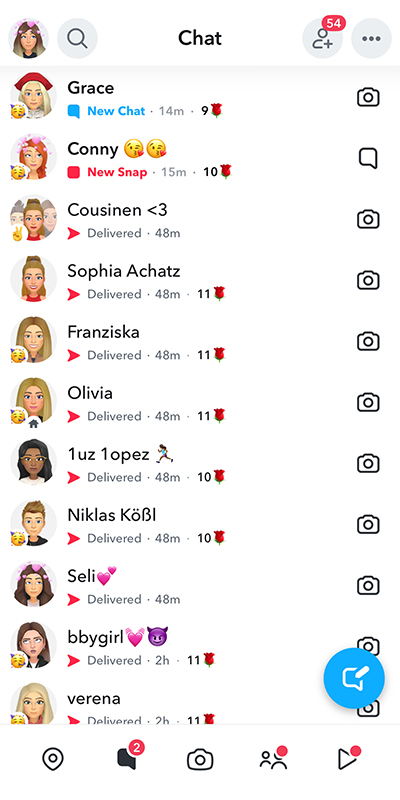 54
Chat
Grace
New Chat · 14m · 9🌹
Conny 😘😘
New Snap · 15m · 10🌹
Cousinen <3
Delivered · 48m
Sophia Achatz
Delivered · 48m · 11🌹
Franziska
Delivered · 48m · 11🌹
Olivia
Delivered · 48m · 11🌹
1uz 1opez 🏃🏾‍♀️
Delivered · 48m · 10🌹
Niklas Kößl
Delivered · 48m · 10🌹
Seli💕
Delivered · 48m
bbygirl💓😈
Delivered · 2h · 11🌹
verena
Delivered · 2h · 11🌹
2